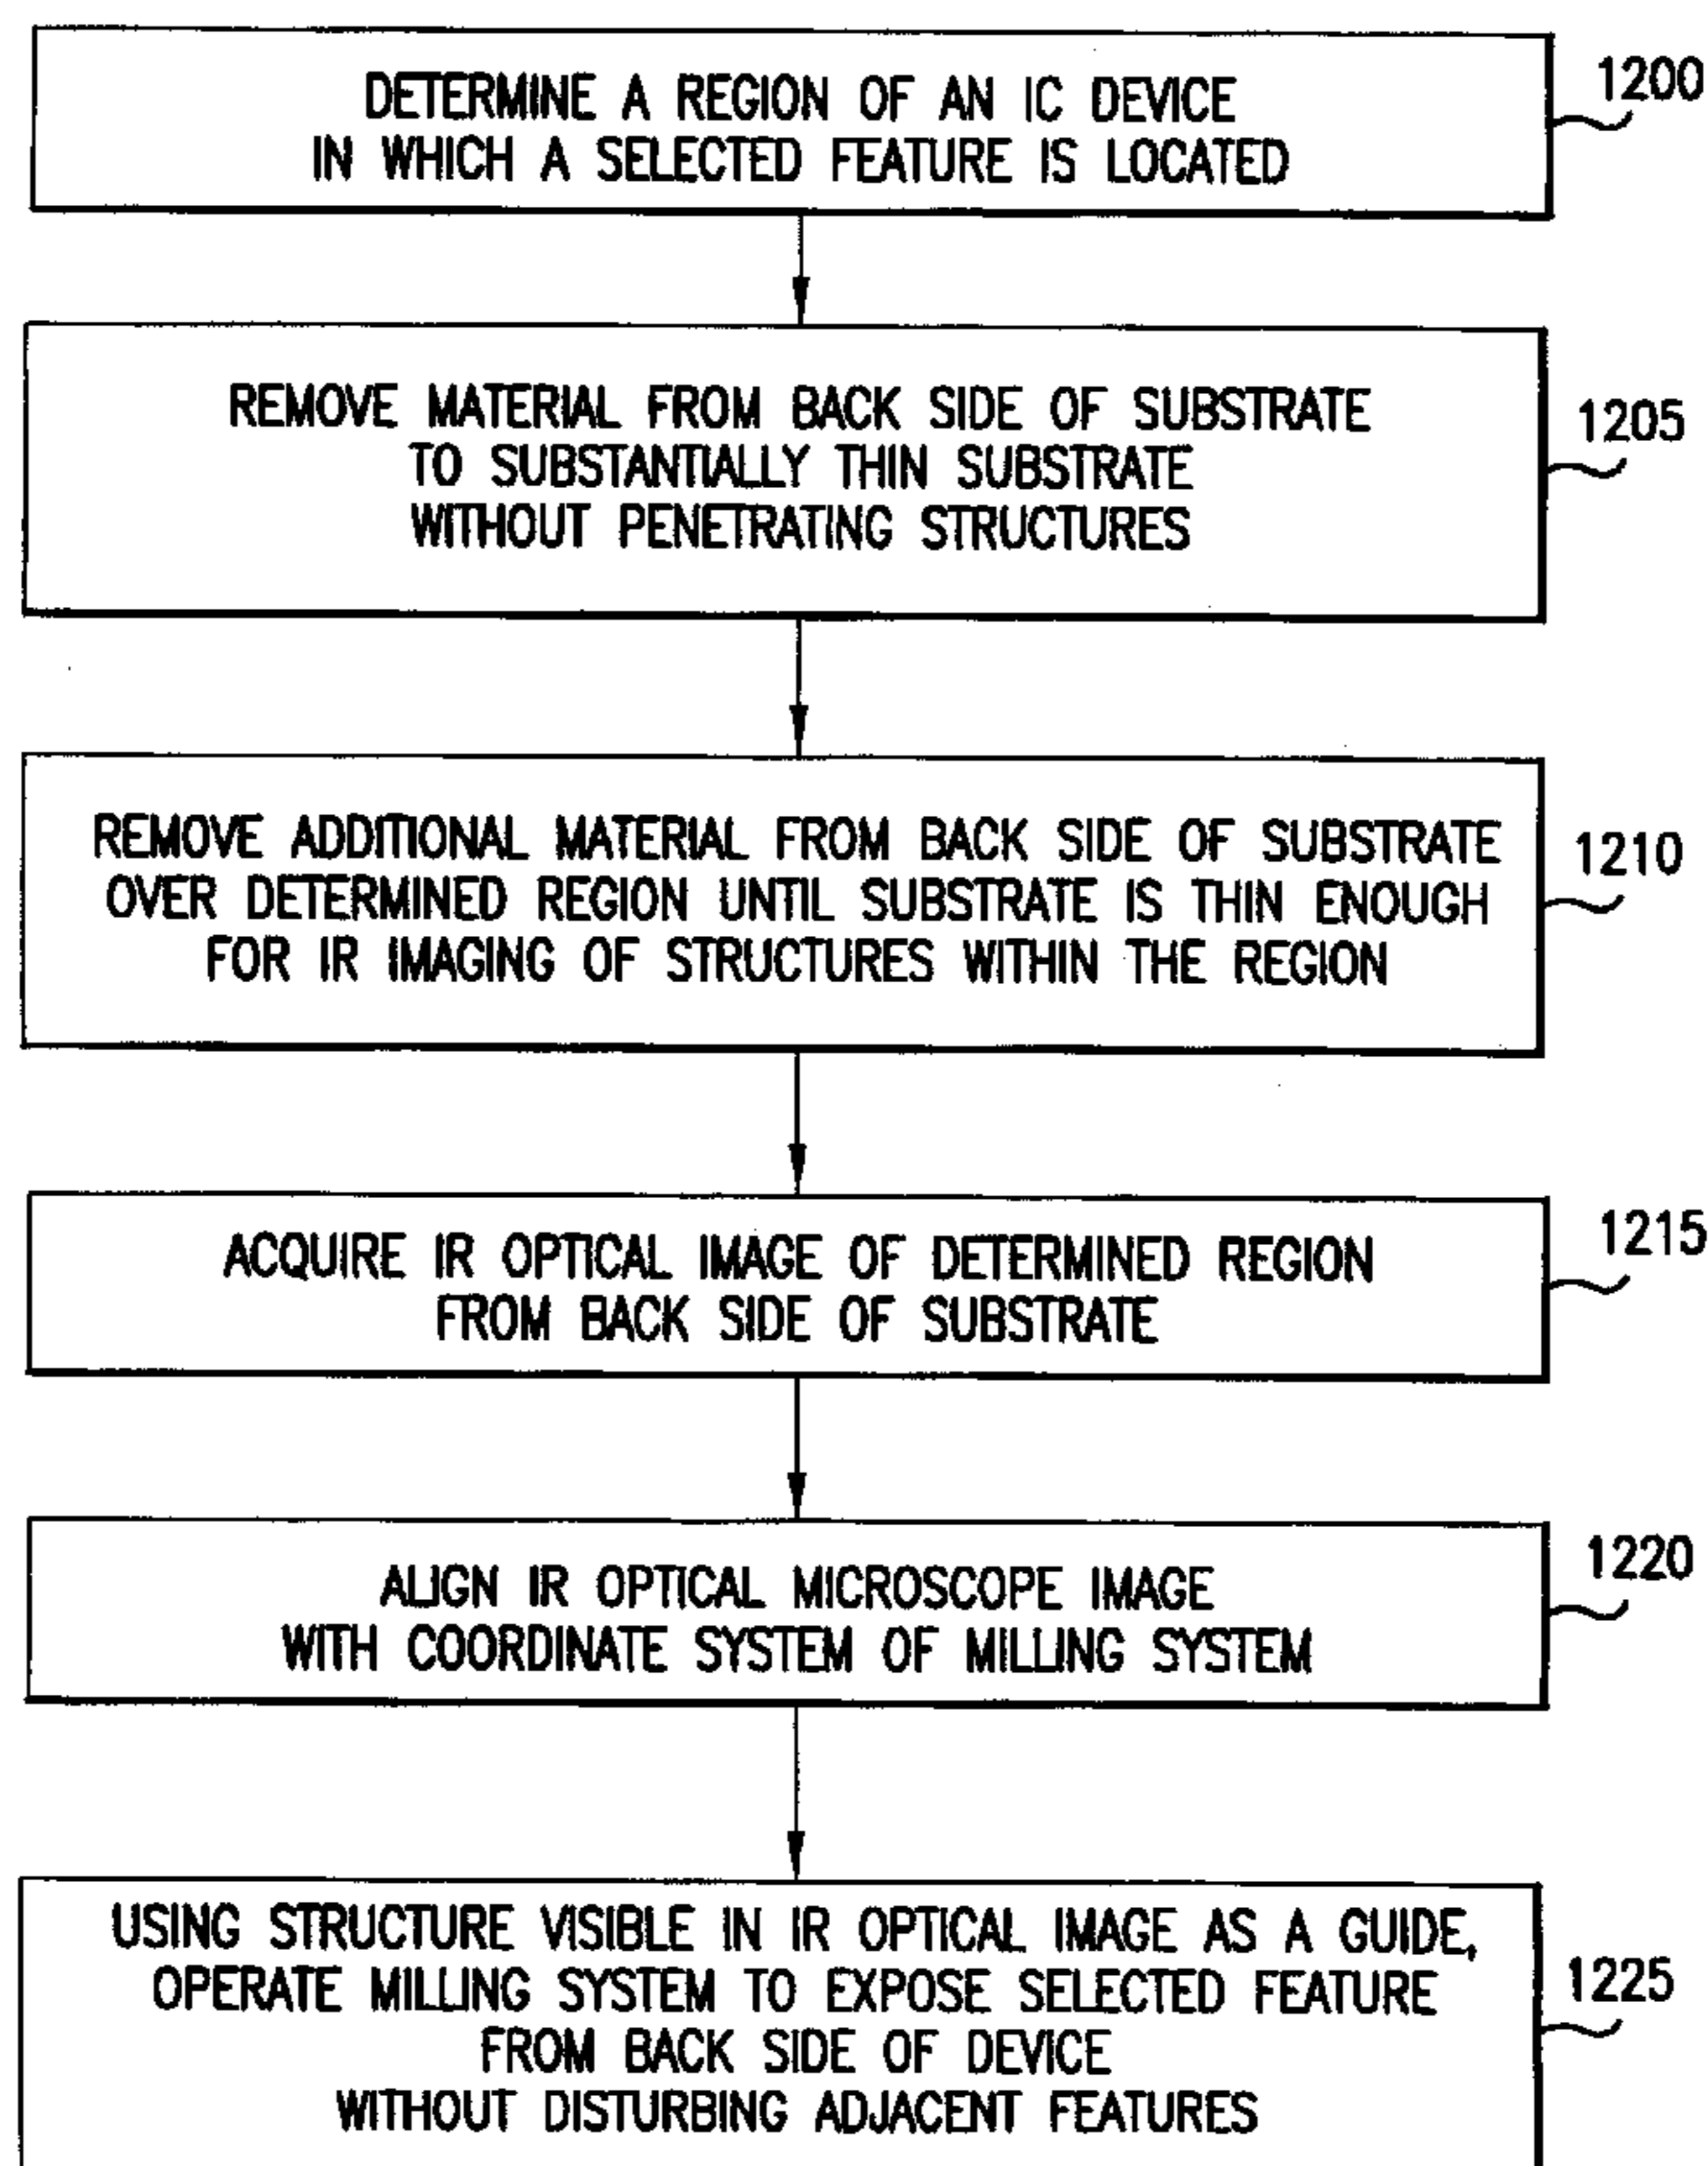 DETERMINE A REGION OF AN IC DEVICE
IN WHICH A SELECTED FEATURE IS LOCATED
1200
REMOVE MATERIAL FROM BACK SIDE OF SUBSTRATE
TO SUBSTANTIALLY THIN SUBSTRATE
WITHOUT PENETRATING STRUCTURES
1205
REMOVE ADDITIONAL MATERIAL FROM BACK SIDE OF SUBSTRATE
OVER DETERMINED REGION UNTIL SUBSTRATE IS THIN ENOUGH
FOR IR IMAGING OF STRUCTURES WITHIN THE REGION
1210
ACQUIRE IR OPTICAL IMAGE OF DETERMINED REGION
FROM BACK SIDE OF SUBSTRATE
1215
ALIGN IR OPTICAL MICROSCOPE IMAGE
WITH COORDINATE SYSTEM OF MILLING SYSTEM
1220
USING STRUCTURE VISIBLE IN IR OPTICAL IMAGE AS A GUIDE,
OPERATE MILLING SYSTEM TO EXPOSE SELECTED FEATURE
FROM BACK SIDE OF DEVICE
WITHOUT DISTURBING ADJACENT FEATURES
1225